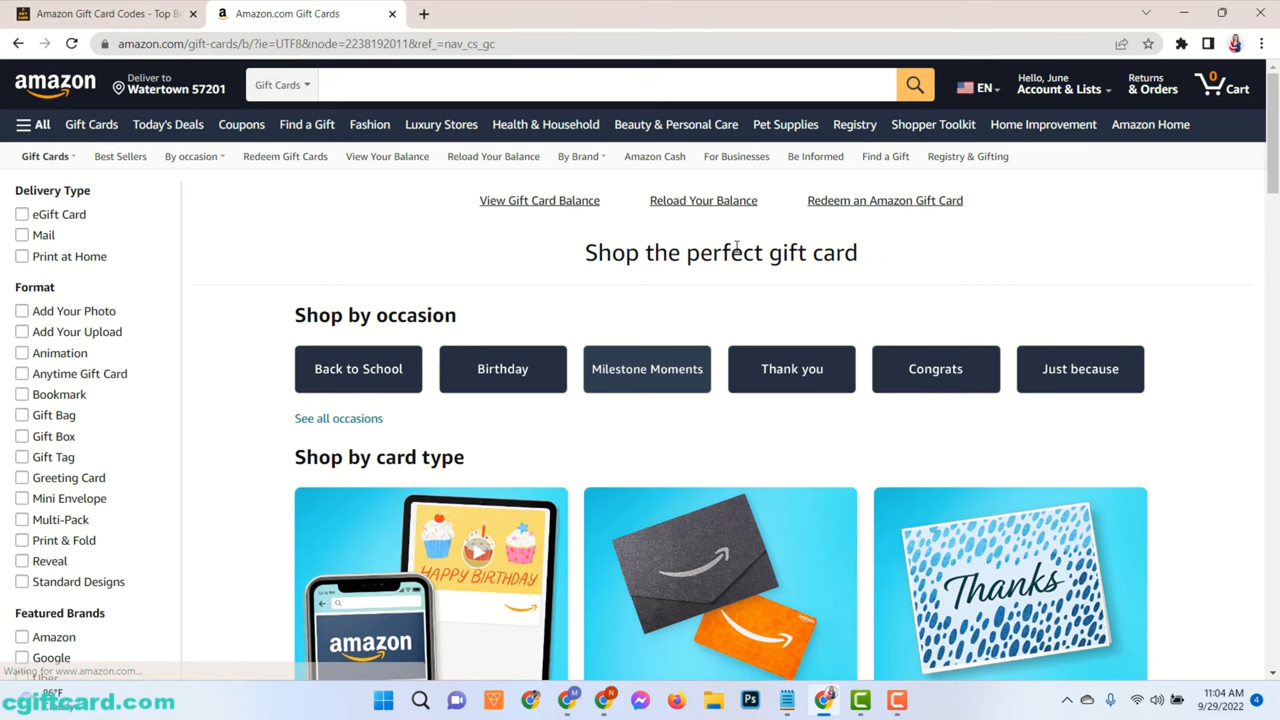 Amazon Gift Card Codes - Top B
Amazon.com Gift Cards
amazon.com/gift-cards/b/?ie=UTF8&node=2238192011&ref_=nav_cs_gc
amazon
Deliver to
Watertown 57201
Gift Cards
EN
Hello, June
Account & Lists
Returns
& Orders
0
Cart
All
Gift Cards
Today's Deals
Coupons
Find a Gift
Fashion
Luxury Stores
Health & Household
Beauty & Personal Care
Pet Supplies
Registry
Shopper Toolkit
Home Improvement
Amazon Home
Gift Cards
Best Sellers
By occasion
Redeem Gift Cards
View Your Balance
Reload Your Balance
By Brand
Amazon Cash
For Businesses
Be Informed
Find a Gift
Registry & Gifting
Delivery Type
eGift Card
Mail
Print at Home
Format
Add Your Photo
Add Your Upload
Animation
Anytime Gift Card
Bookmark
Gift Bag
Gift Box
Gift Tag
Greeting Card
Mini Envelope
Multi-Pack
Print & Fold
Reveal
Standard Designs
Featured Brands
Amazon
Google
View Gift Card Balance
Reload Your Balance
Redeem an Amazon Gift Card
Shop the perfect gift card
Shop by occasion
Back to School
Birthday
Milestone Moments
Thank you
Congrats
Just because
See all occasions
Shop by card type
HAPPY BIRTHDAY
amazon
Thanks
Waiting for www.amazon.com...
cgiftcard.com
11:04 AM
9/29/2022
4